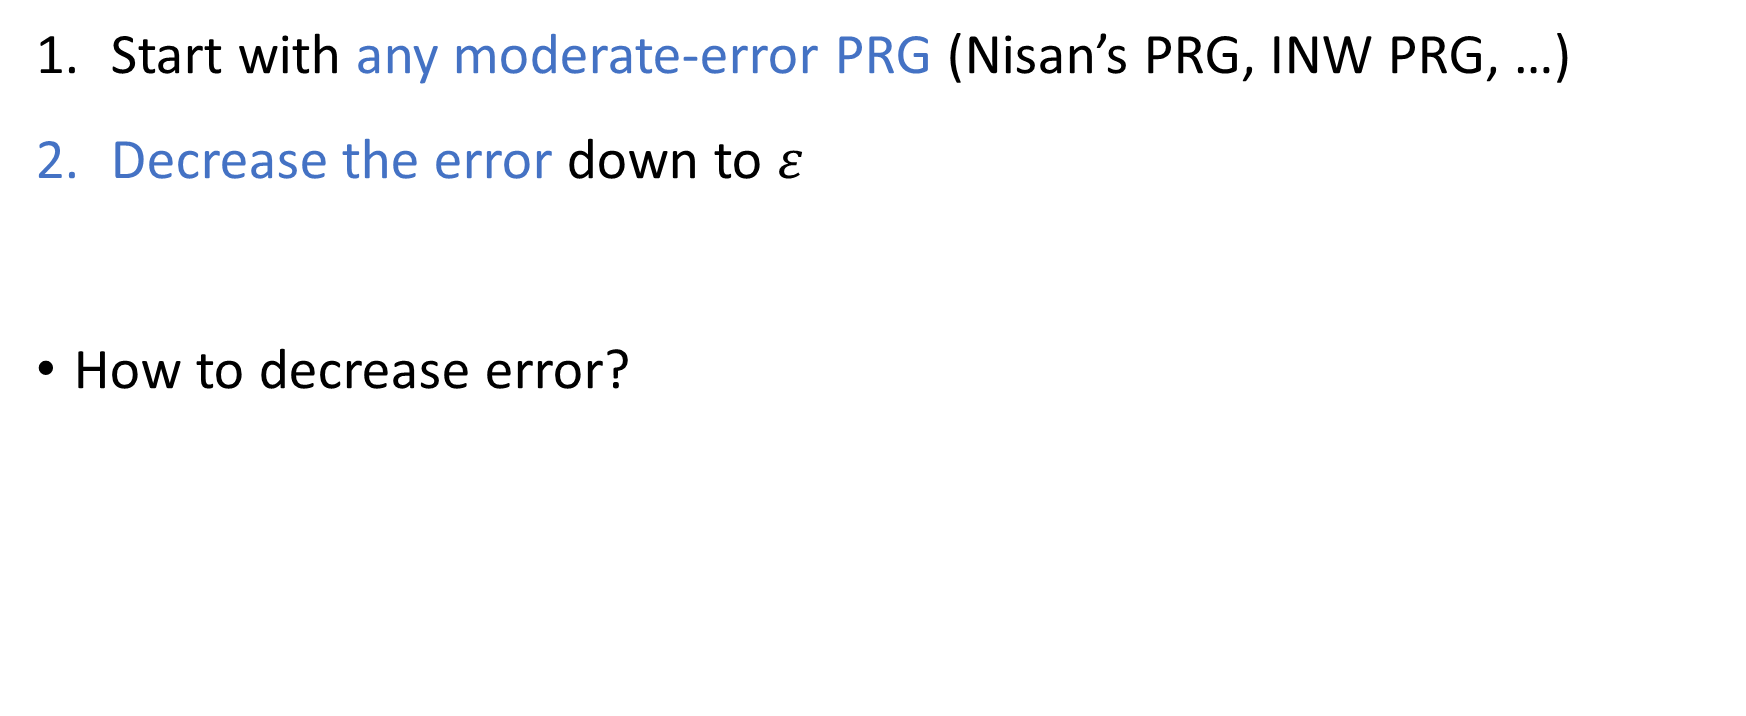 1. Start with any moderate-error PRG (Nisan’s PRG, INW PRG, …)
2. Decrease the error down to 𝜀
• How to decrease error?